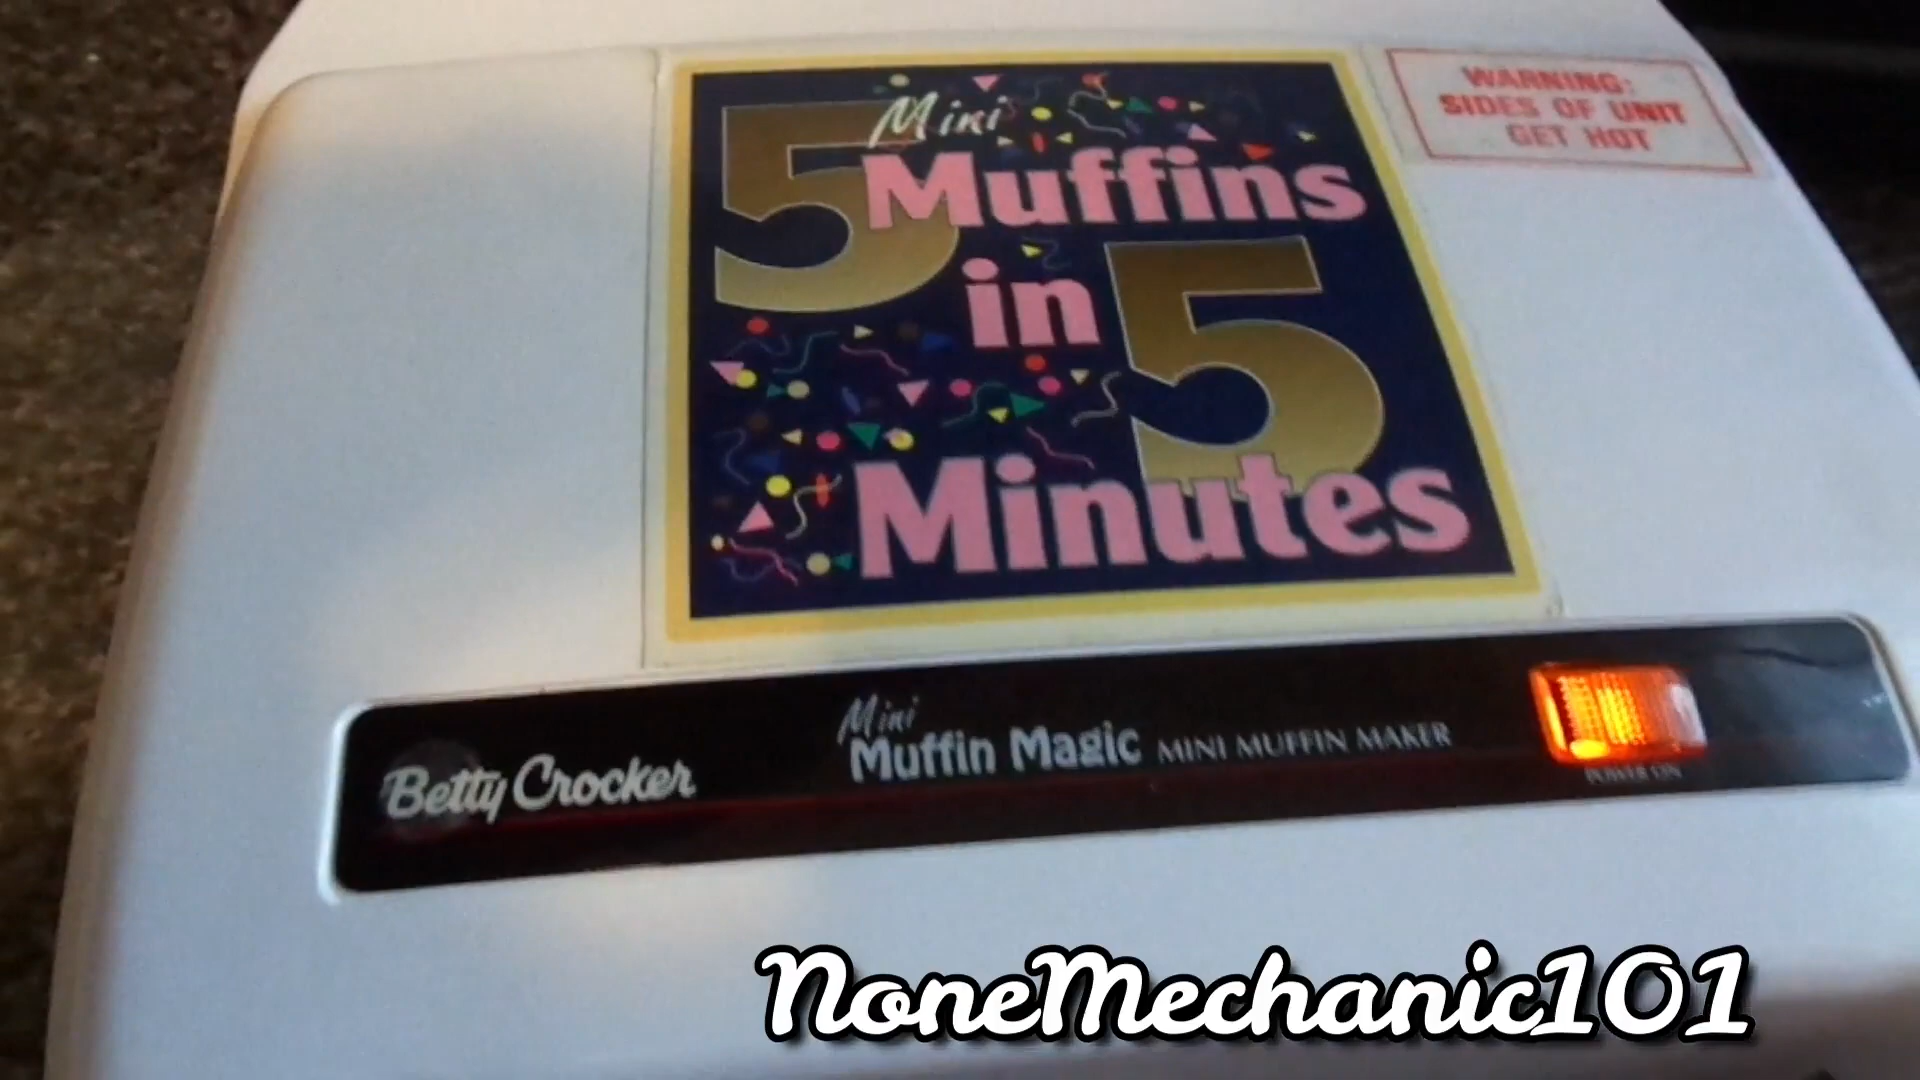 5 Mini
Muffins
in 5
Minutes
WARNING:
SIDES OF UNIT
GET HOT
Betty Crocker
Mini
Muffin Magic MINI MUFFIN MAKER
POWER ON
NoneMechanic101